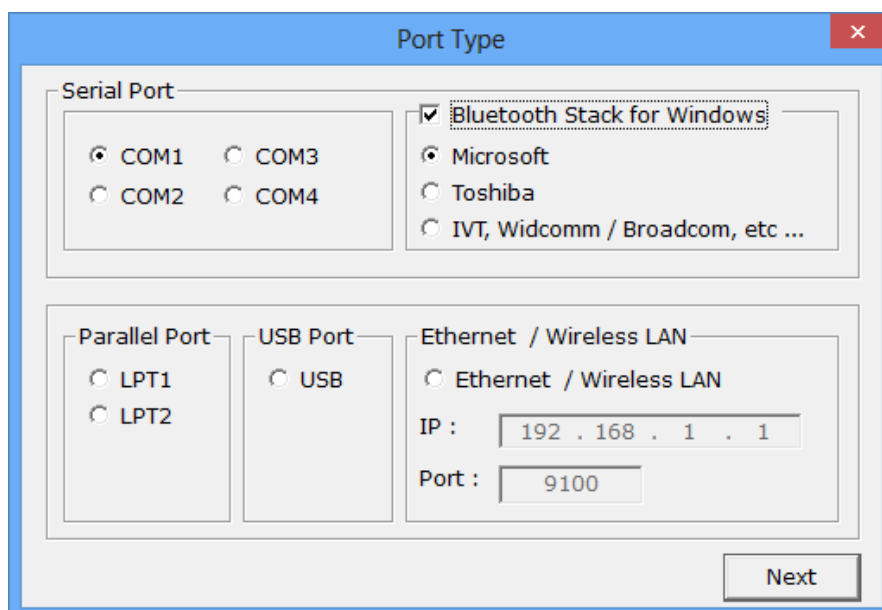 Port Type
Serial Port
COM1 COM3
COM2 COM4
Bluetooth Stack for Windows
Microsoft
Toshiba
IVT, Widcomm / Broadcom, etc ...
Parallel Port
LPT1
LPT2
USB Port
USB
Ethernet / Wireless LAN
Ethernet / Wireless LAN
IP : 192 . 168 . 1 . 1
Port : 9100
Next